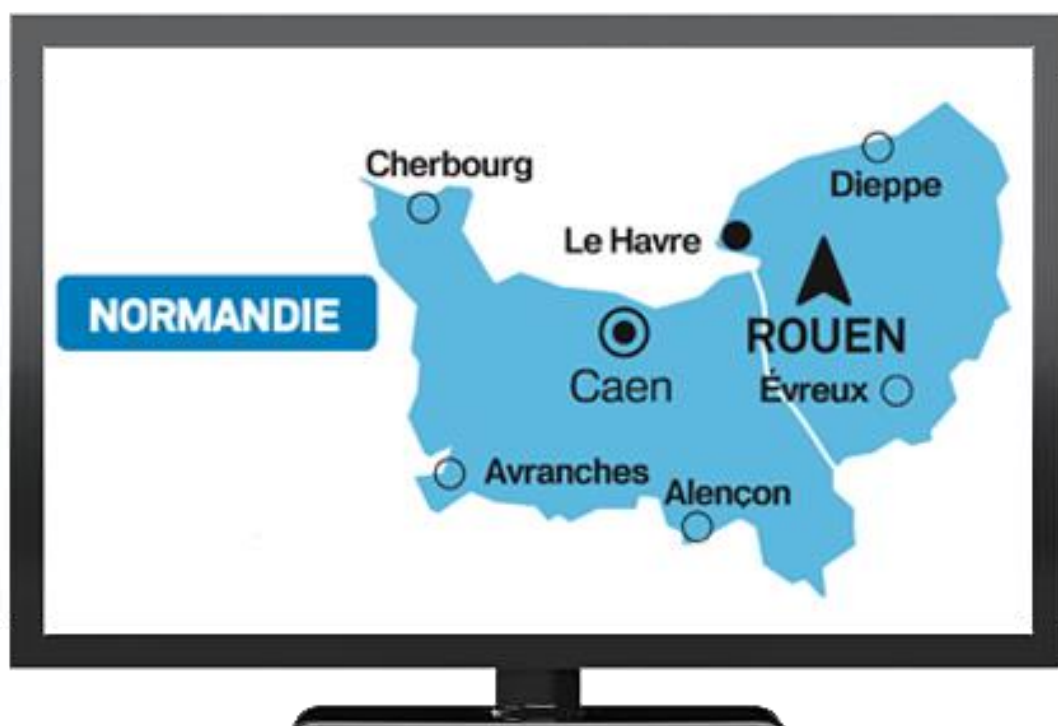 Cherbourg
Dieppe
Le Havre
NORMANDIE
ROUEN
Caen
Évreux
Avranches
Alençon